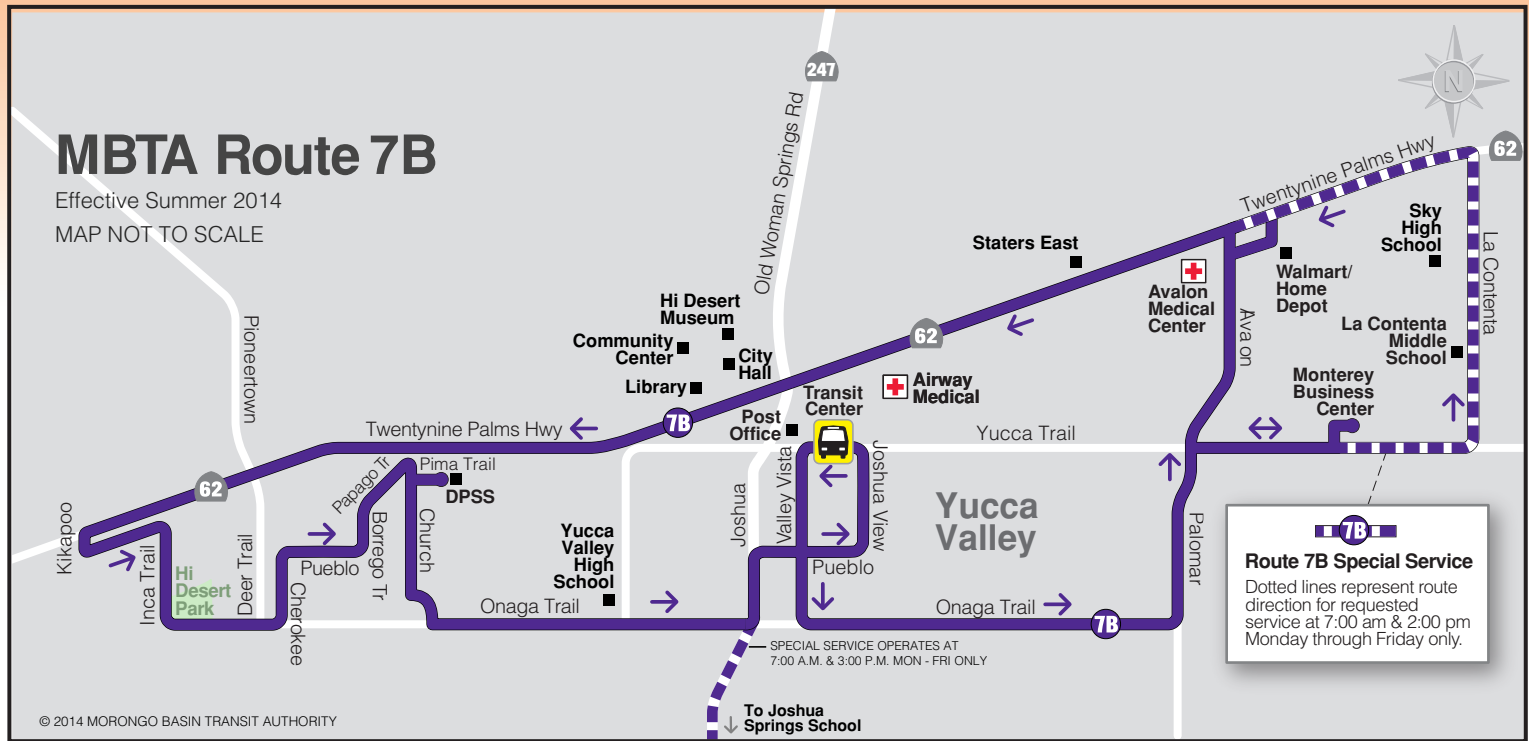 MBTA Route 7B
Effective Summer 2014
MAP NOT TO SCALE
247
Old Woman Springs Rd
N
62
Twentynine Palms Hwy
Sky
High
School
La Contenta
Staters East
Avalon
Medical
Center
Walmart/
Home
Depot
La Contenta
Middle
School
Ava on
Monterey
Business
Center
Hi Desert
Museum
Community
Center
City
Hall
Library
62
Airway
Medical
Transit
Center
Post
Office
7B
Pioneertown
Twentynine Palms Hwy
Yucca Trail
62
Pima Trail
DPSS
Papago Tr
Kikapoo
Inca Trail
Hi
Desert
Park
Deer Trail
Cherokee
Pueblo
Borrego Tr
Church
Yucca
Valley
High
School
Onaga Trail
Joshua
Valley Vista
Joshua View
Pueblo
Yucca
Valley
Onaga Trail
7B
Palomar
7B
Route 7B Special Service
Dotted lines represent route
direction for requested
service at 7:00 am & 2:00 pm
Monday through Friday only.
SPECIAL SERVICE OPERATES AT
7:00 A.M. & 3:00 P.M. MON - FRI ONLY
To Joshua
Springs School
© 2014 MORONGO BASIN TRANSIT AUTHORITY